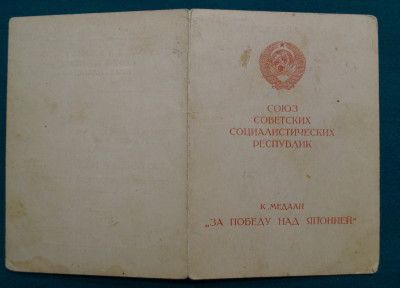 СОЮЗ
СОВЕТСКИХ
СОЦИАЛИСТИЧЕСКИХ
РЕСПУБЛИК
К МЕДАЛИ
„ЗА ПОБЕДУ НАД ЯПОНИЕЙ"